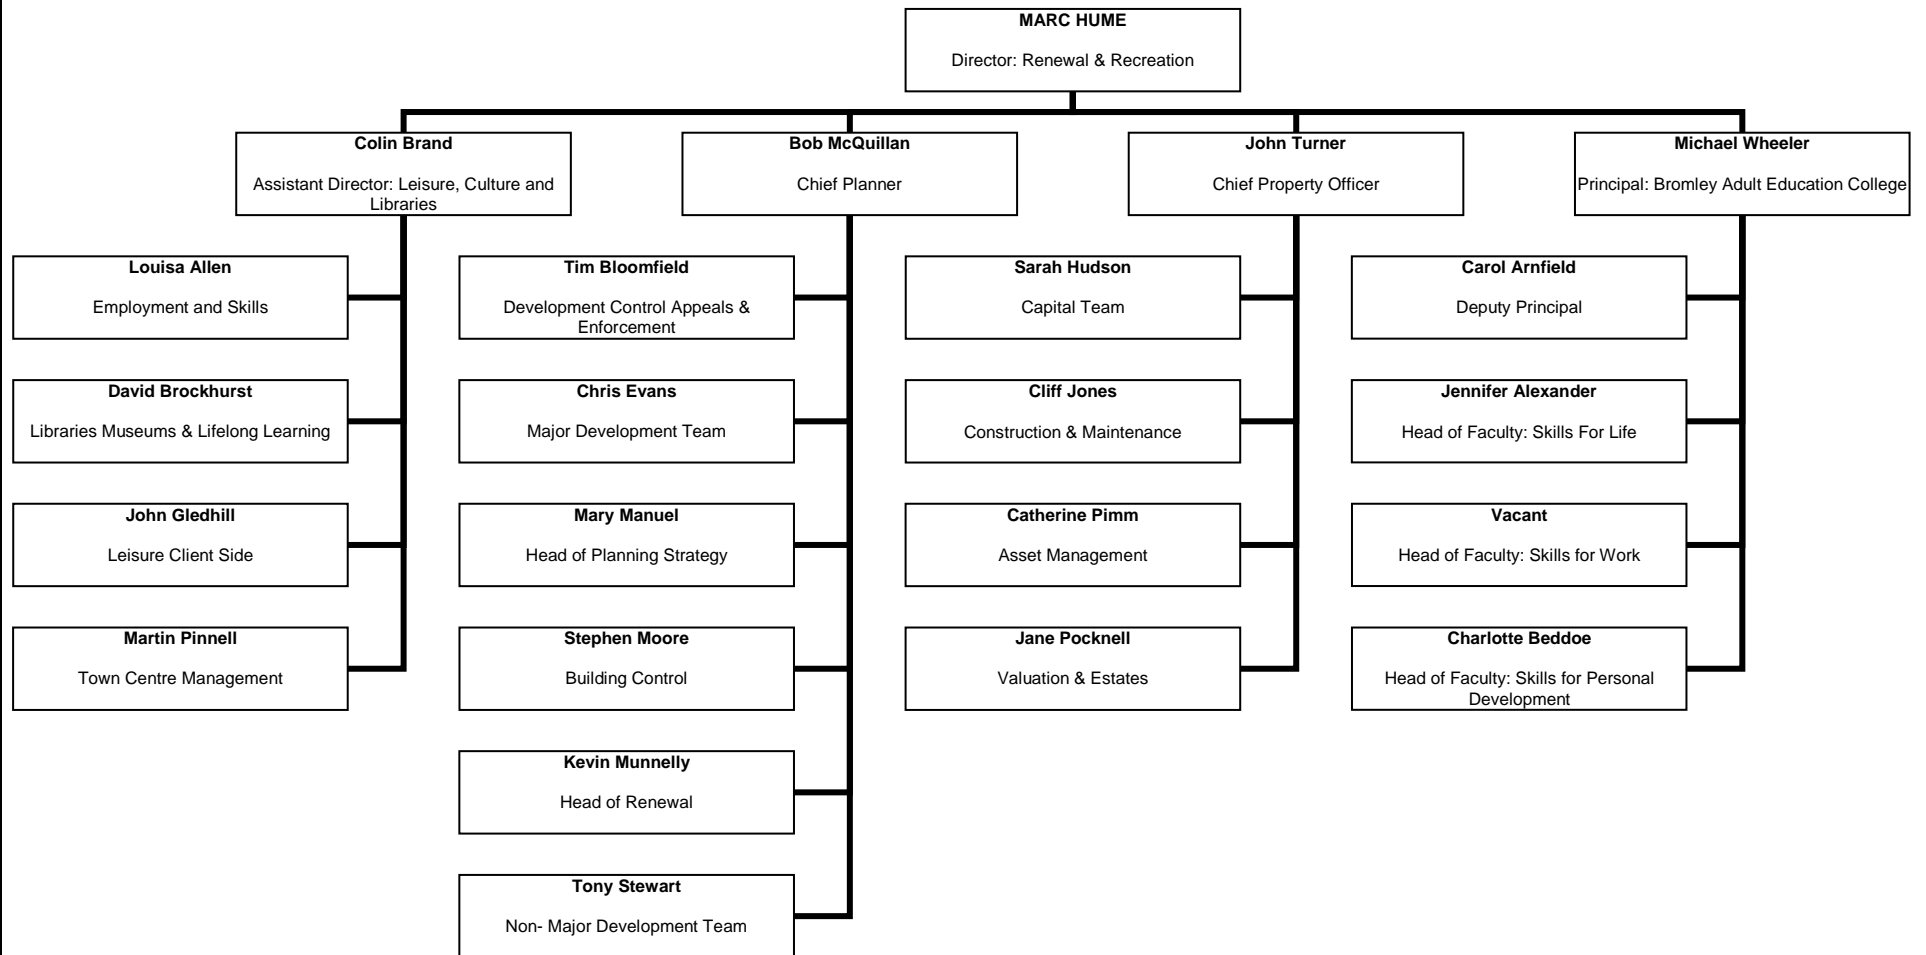 MARC HUME
Director: Renewal & Recreation
Colin Brand
Assistant Director: Leisure, Culture and
Libraries
Bob McQuillan
Chief Planner
John Turner
Chief Property Officer
Michael Wheeler
Principal: Bromley Adult Education College
Louisa Allen
Employment and Skills
David Brockhurst
Libraries Museums & Lifelong Learning
John Gledhill
Leisure Client Side
Martin Pinnell
Town Centre Management
Tim Bloomfield
Development Control Appeals &
Enforcement
Chris Evans
Major Development Team
Mary Manuel
Head of Planning Strategy
Stephen Moore
Building Control
Kevin Munnelly
Head of Renewal
Tony Stewart
Non- Major Development Team
Sarah Hudson
Capital Team
Cliff Jones
Construction & Maintenance
Catherine Pimm
Asset Management
Jane Pocknell
Valuation & Estates
Carol Arnfield
Deputy Principal
Jennifer Alexander
Head of Faculty: Skills For Life
Vacant
Head of Faculty: Skills for Work
Charlotte Beddoe
Head of Faculty: Skills for Personal
Development